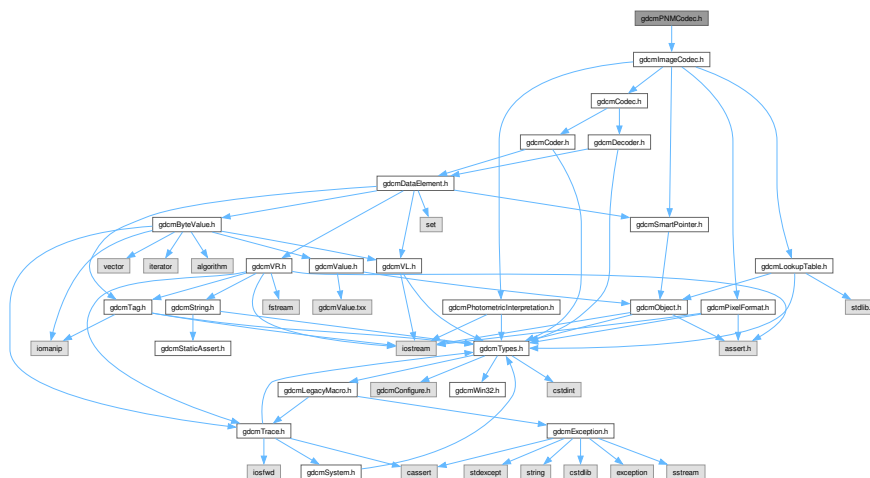 gdcmPNMCodec.h
gdcmImageCodec.h
gdcmCodec.h
gdcmCoder.h
gdcmDecoder.h
gdcmDataElement.h
gdcmByteValue.h
set
gdcmSmartPointer.h
vector
iterator
algorithm
gdcmVR.h
gdcmValue.h
gdcmVL.h
gdcmLookupTable.h
gdcmTag.h
gdcmString.h
fstream
gdcmValue.txx
gdcmPhotometricInterpretation.h
gdcmObject.h
gdcmPixelFormat.h
stdlib.
iomanip
gdcmStaticAssert.h
iostream
gdcmTypes.h
assert.h
gdcmLegacyMacro.h
gdcmConfigure.h
gdcmWin32.h
cstdint
gdcmTrace.h
gdcmException.h
iosfwd
gdcmSystem.h
cassert
stdexcept
string
cstdlib
exception
sstream